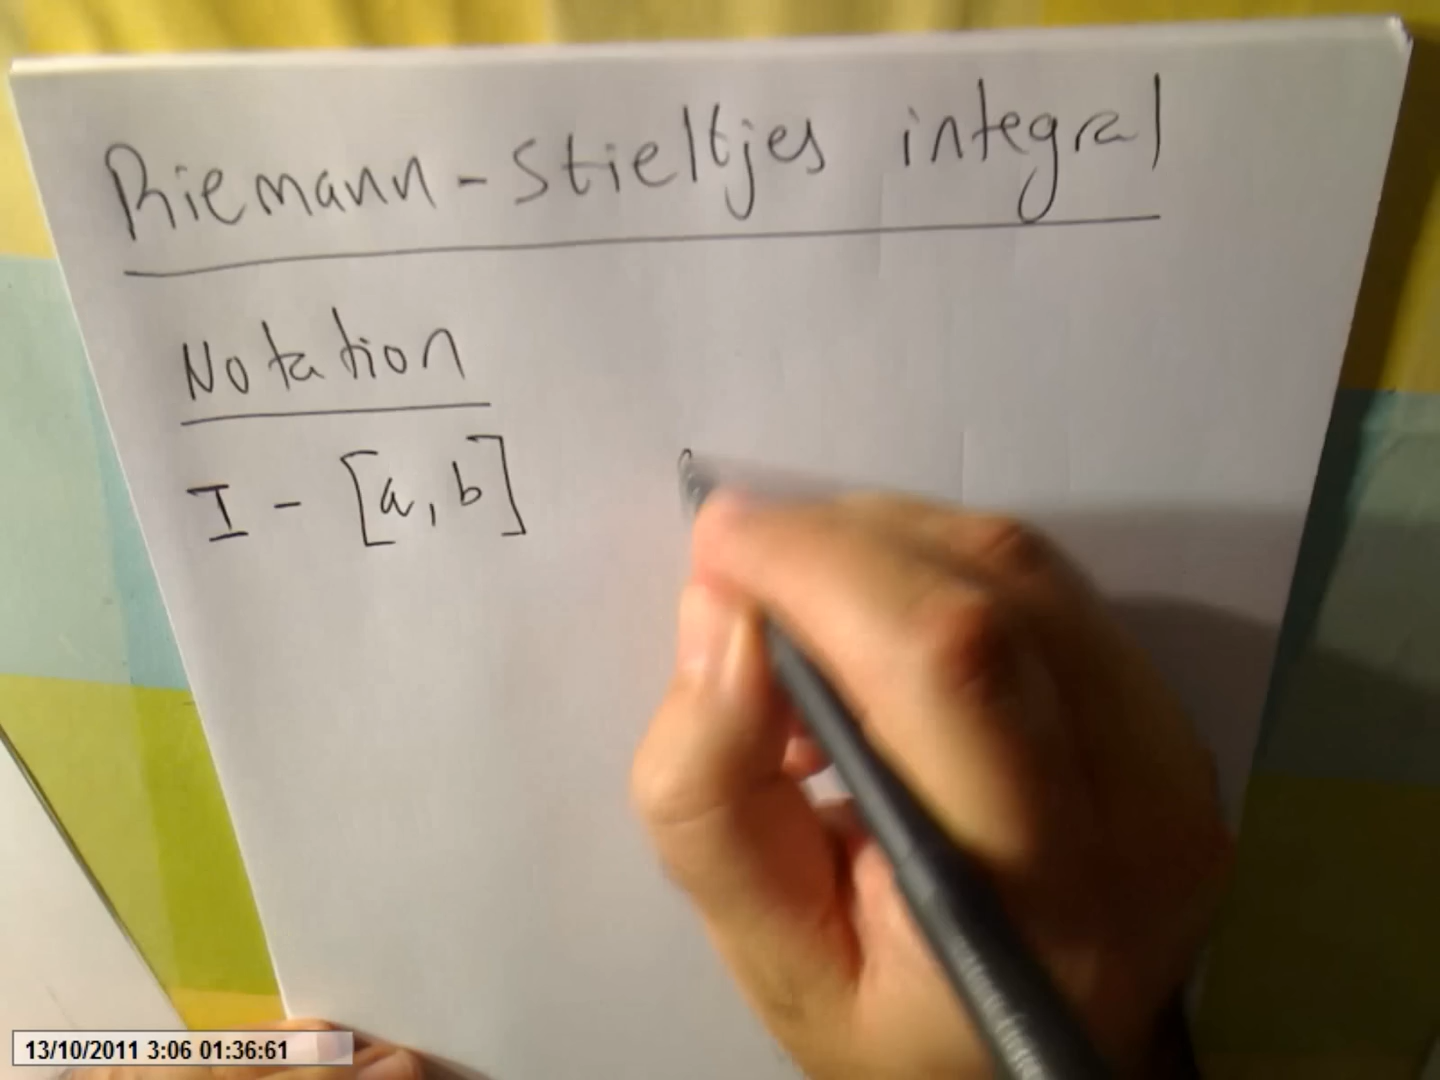 Riemann - Stieltjes integral
Notation
I - [a, b]
13/10/2011 3:06 01:36:61